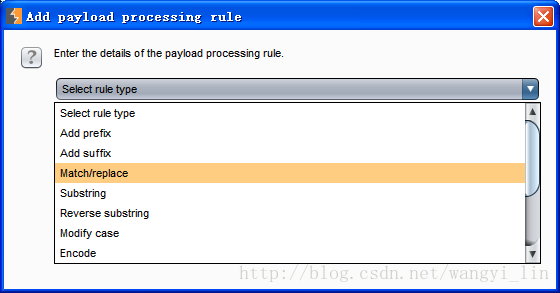 Add payload processing rule
Enter the details of the payload processing rule.
Select rule type
Select rule type
Add prefix
Add suffix
Match/replace
Substring
Reverse substring
Modify case
Encode
http://blog.csdn.net/wangyi_lin